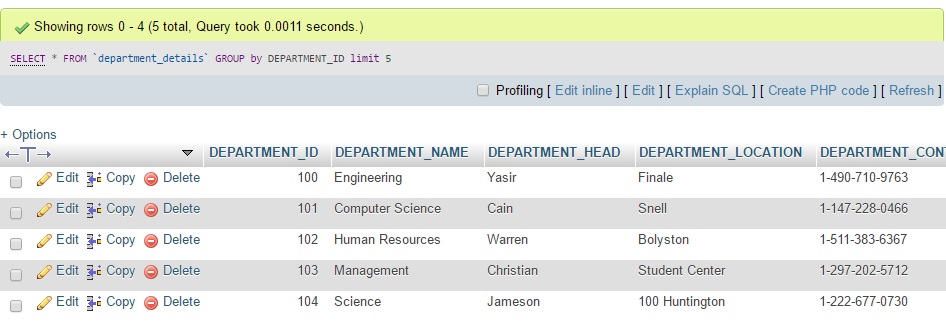 Showing rows 0 - 4 (5 total, Query took 0.0011 seconds.)
SELECT * FROM `department_details` GROUP by DEPARTMENT_ID limit 5
Profiling [ Edit inline ] [ Edit ] [ Explain SQL ] [ Create PHP code ] [ Refresh ]
+ Options
←T→ DEPARTMENT_ID DEPARTMENT_NAME DEPARTMENT_HEAD DEPARTMENT_LOCATION DEPARTMENT_CON
Edit Copy Delete 100 Engineering Yasir Finale 1-490-710-9763
Edit Copy Delete 101 Computer Science Cain Snell 1-147-228-0466
Edit Copy Delete 102 Human Resources Warren Bolyston 1-511-383-6367
Edit Copy Delete 103 Management Christian Student Center 1-297-202-5712
Edit Copy Delete 104 Science Jameson 100 Huntington 1-222-677-0730